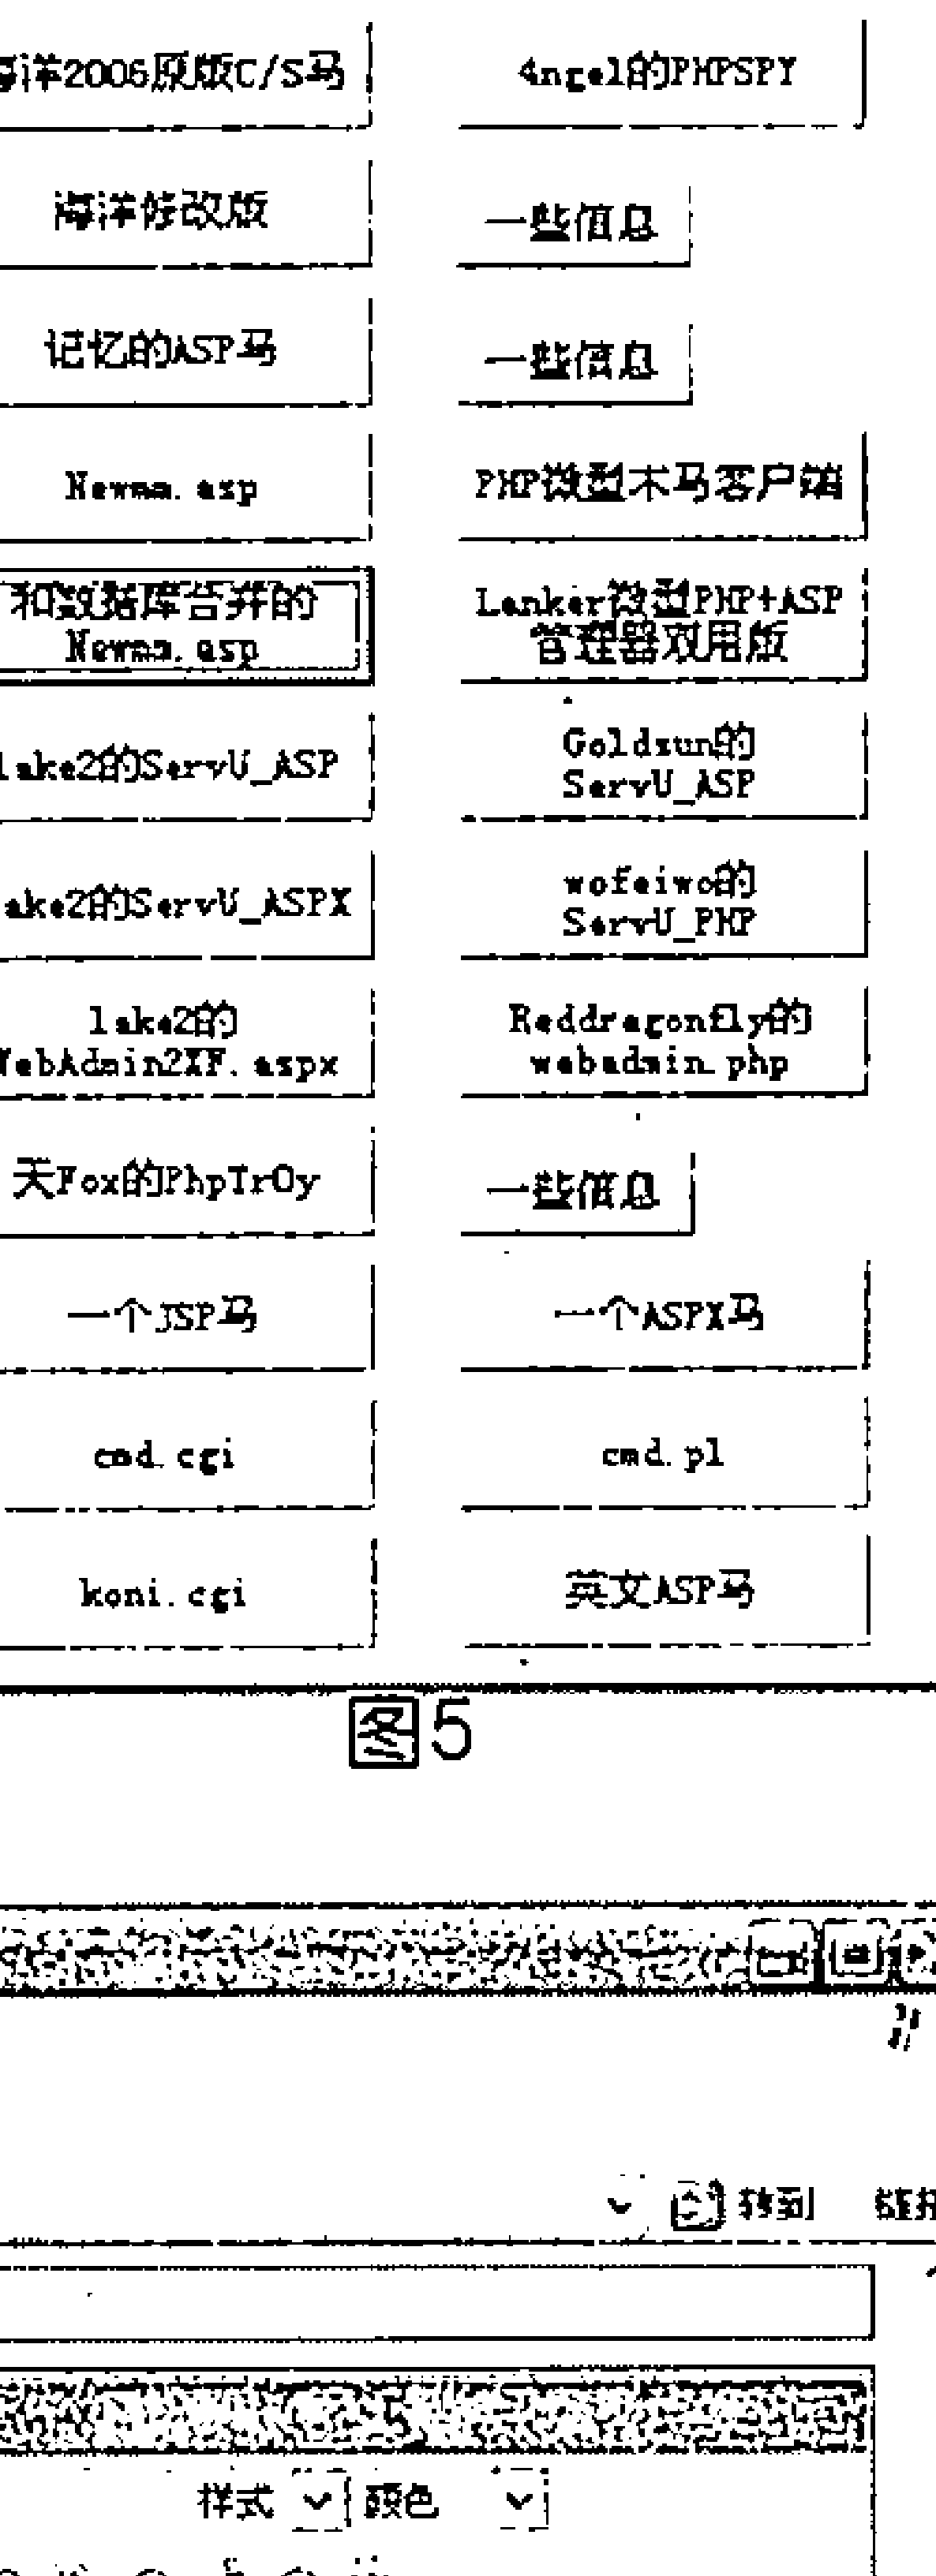 海洋2006原版C/S马
4ngel的PHPSPY
海洋修改版
一些信息
记忆的ASP马
一些信息
Newmm.asp
PHP微型木马客户端
和数据库合并的
Newmm.asp
Lanker微型PHP+ASP
管理器双用版
lake2的ServU_ASP
Goldsun的
ServU_ASP
ake2的ServU_ASPX
wofeiwo的
ServU_PHP
lake2的
WebAdmin2XF.aspx
Reddragonfly的
webadmin.php
天Fox的PhpTr0y
一些信息
一个JSP马
一个ASPX马
cmd.cgi
cmd.pl
koni.cgi
英文ASP马
图5
转到
链接
样式
颜色